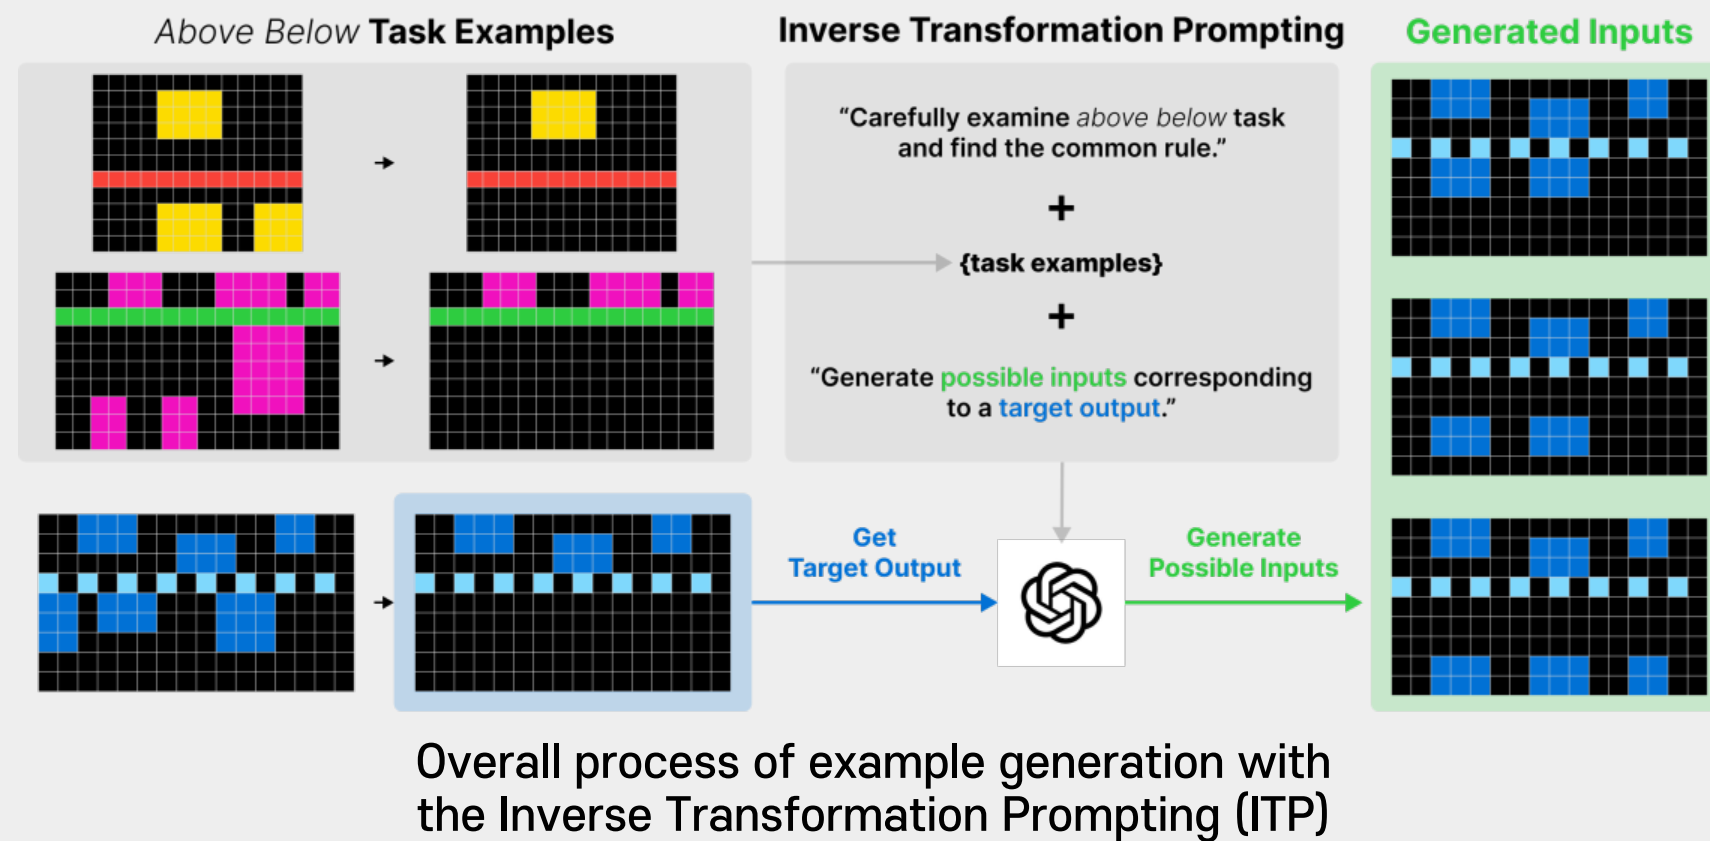 Above Below Task Examples
Inverse Transformation Prompting
Generated Inputs
“Carefully examine above below task
and find the common rule.”
+
{task examples}
+
“Generate possible inputs corresponding
to a target output.”
Get
Target Output
Generate
Possible Inputs
Overall process of example generation with
the Inverse Transformation Prompting (ITP)